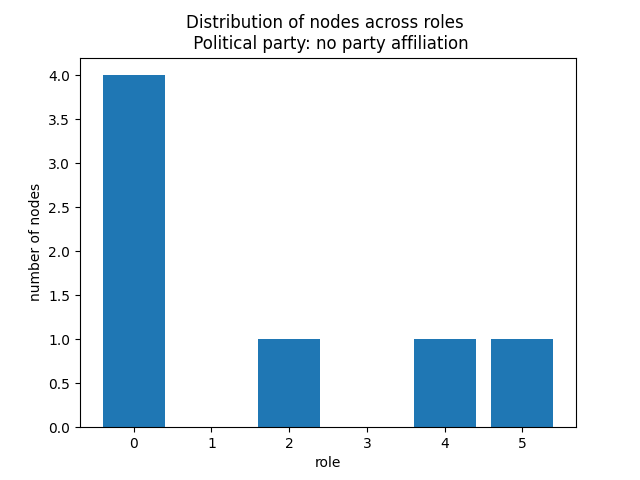 Distribution of nodes across roles
Political party: no party affiliation
4.0
3.5
3.0
2.5
2.0
1.5
1.0
0.5
0.0
number of nodes
0 1 2 3 4 5
role